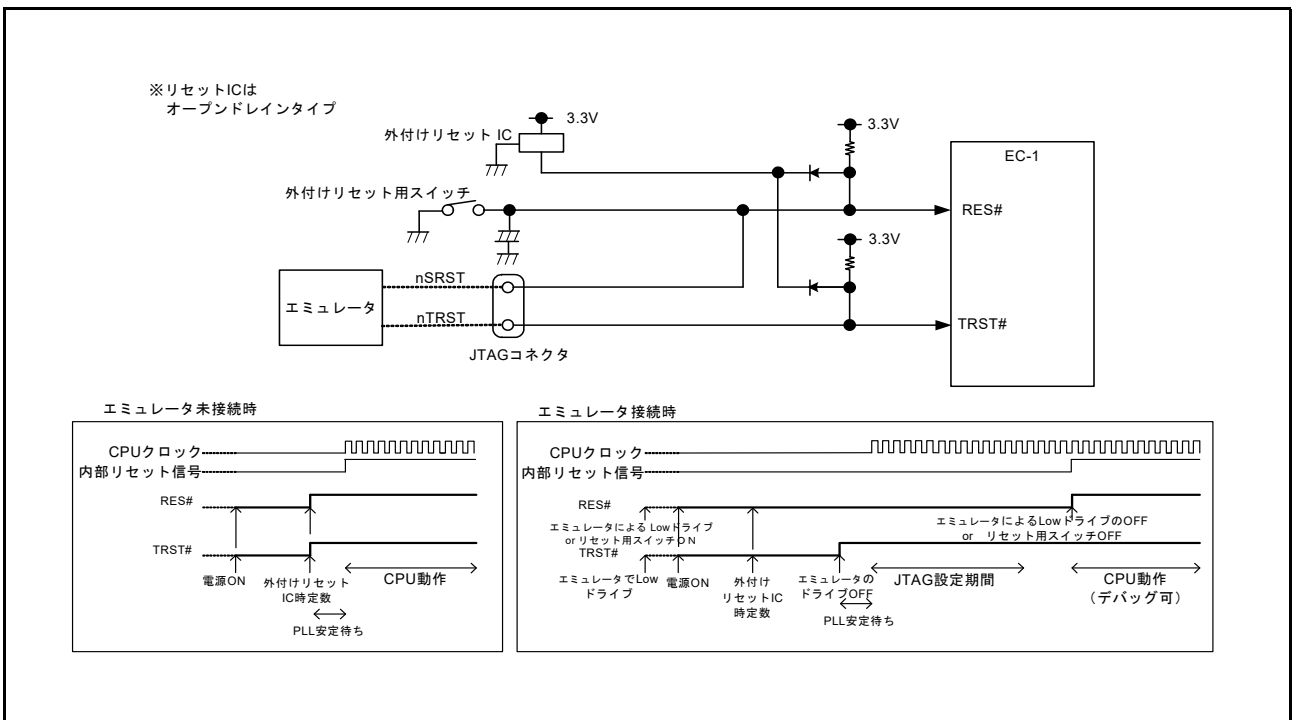 ※リセットICは
オープンドレインタイプ
3.3V
外付けリセット IC
3.3V
EC-1
外付けリセット用スイッチ
RES#
3.3V
nSRST
エミュレータ
nTRST
TRST#
JTAGコネクタ
エミュレータ未接続時
CPUクロック
内部リセット信号
RES#
TRST#
電源ON
外付けリセット
IC時定数
CPU動作
PLL安定待ち
エミュレータ接続時
CPUクロック
内部リセット信号
RES#
エミュレータによる Lowドライブ
or リセット用スイッチON
エミュレータによるLowドライブのOFF
or リセット用スイッチOFF
TRST#
エミュレータでLow
ドライブ
電源ON
外付け
リセットIC
時定数
エミュレータの
ドライブOFF
PLL安定待ち
JTAG設定期間
CPU動作
（デバッグ可）